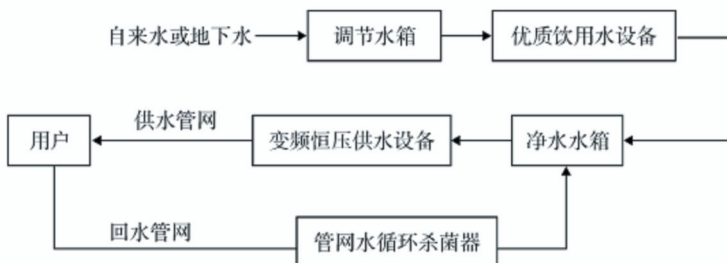 自来水或地下水
调节水箱
优质饮用水设备
供水管网
用户
变频恒压供水设备
净水水箱
回水管网
管网水循环杀菌器